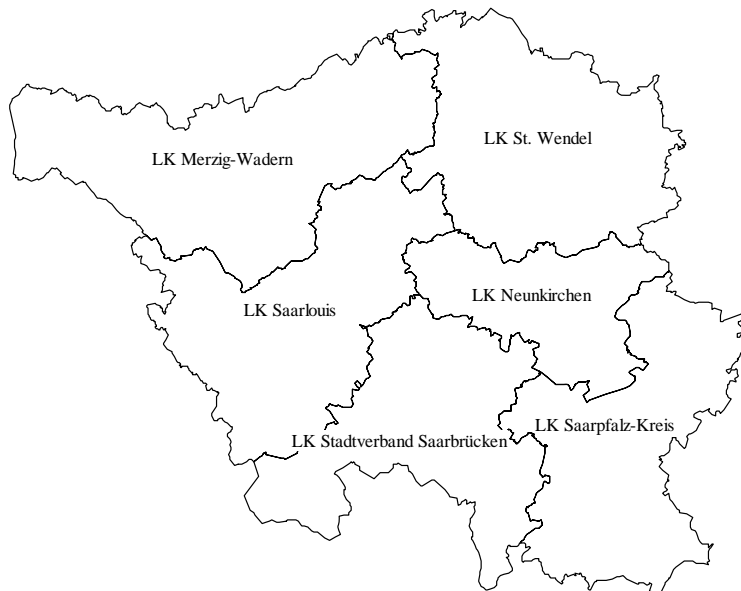 LK St. Wendel
LK Merzig-Wadern
LK Neunkirchen
LK Saarlouis
LK Saarpfalz-Kreis
LK Stadtverband Saarbrücken